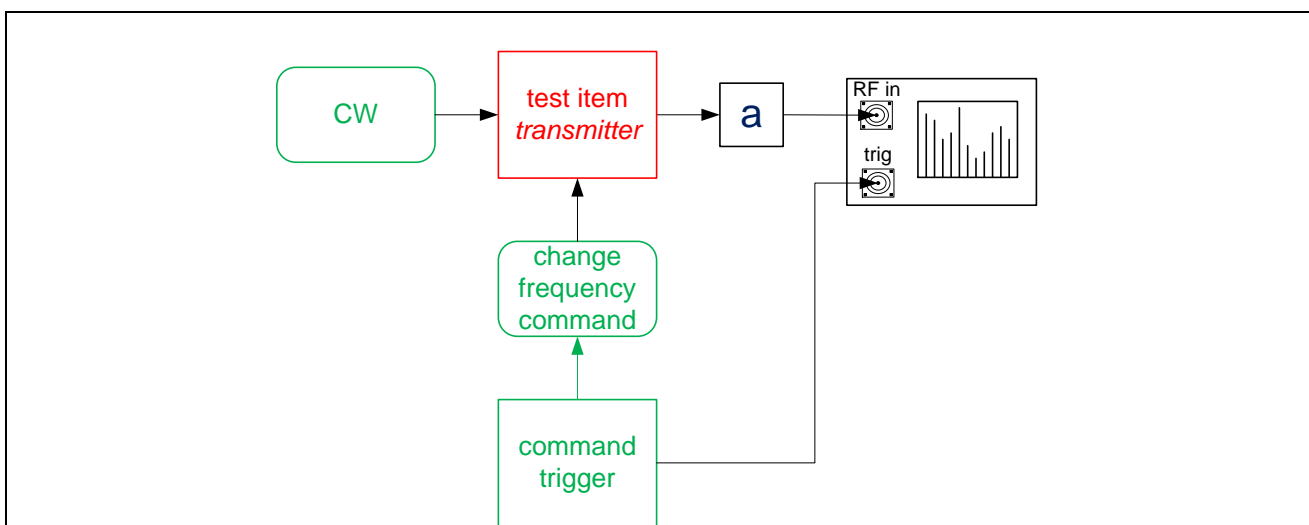 CW
test item
transmitter
a
RF in
trig
change
frequency
command
command
trigger